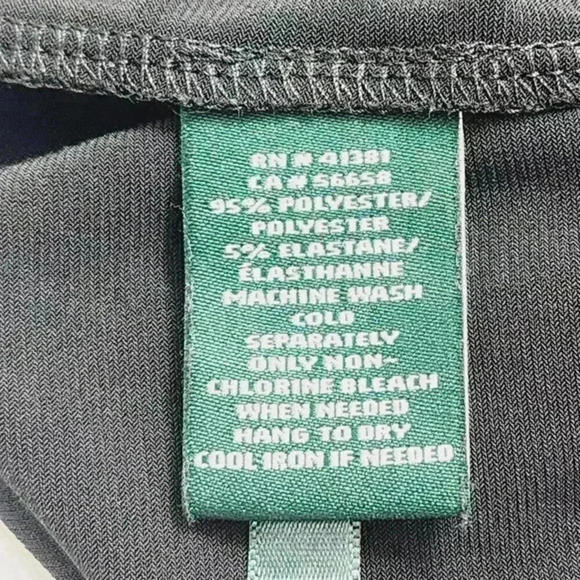 RN # 41381
CA # 56658
95% POLYESTER/
POLYESTER
5% ELASTANE/
ÉLASTHANNE
MACHINE WASH
COLD
SEPARATELY
ONLY NON-
CHLORINE BLEACH
WHEN NEEDED
HANG TO DRY
COOL IRON IF NEEDED